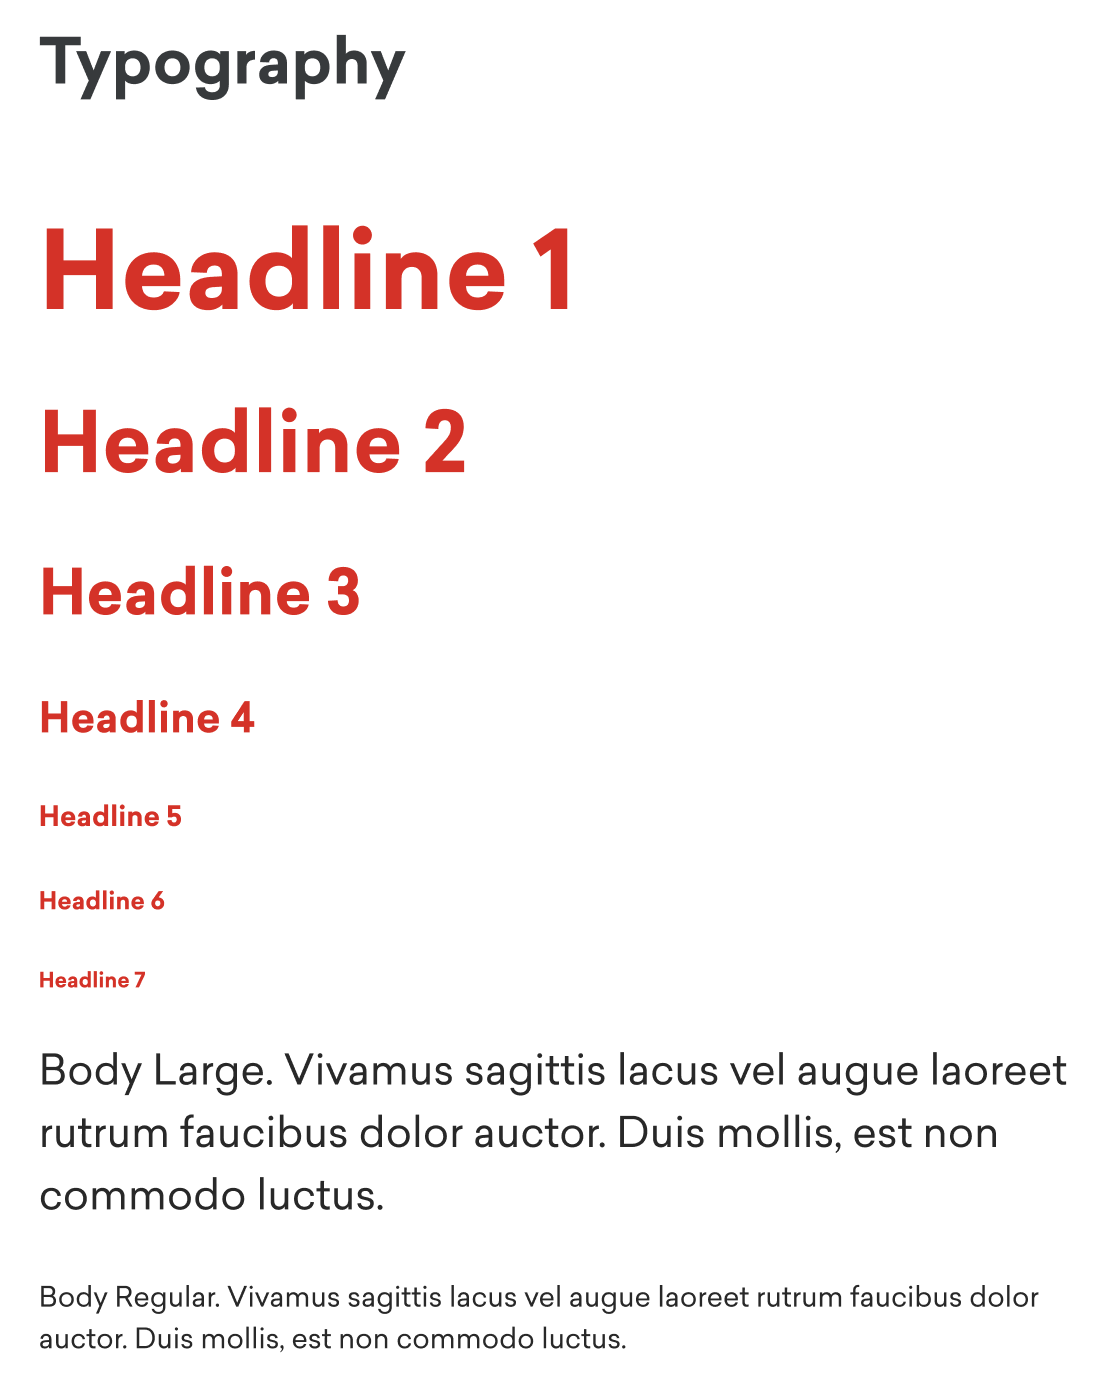 Typography
Headline 1
Headline 2
Headline 3
Headline 4
Headline 5
Headline 6
Headline 7
Body Large. Vivamus sagittis lacus vel augue laoreet
rutrum faucibus dolor auctor. Duis mollis, est non
commodo luctus.
Body Regular. Vivamus sagittis lacus vel augue laoreet rutrum faucibus dolor
auctor. Duis mollis, est non commodo luctus.